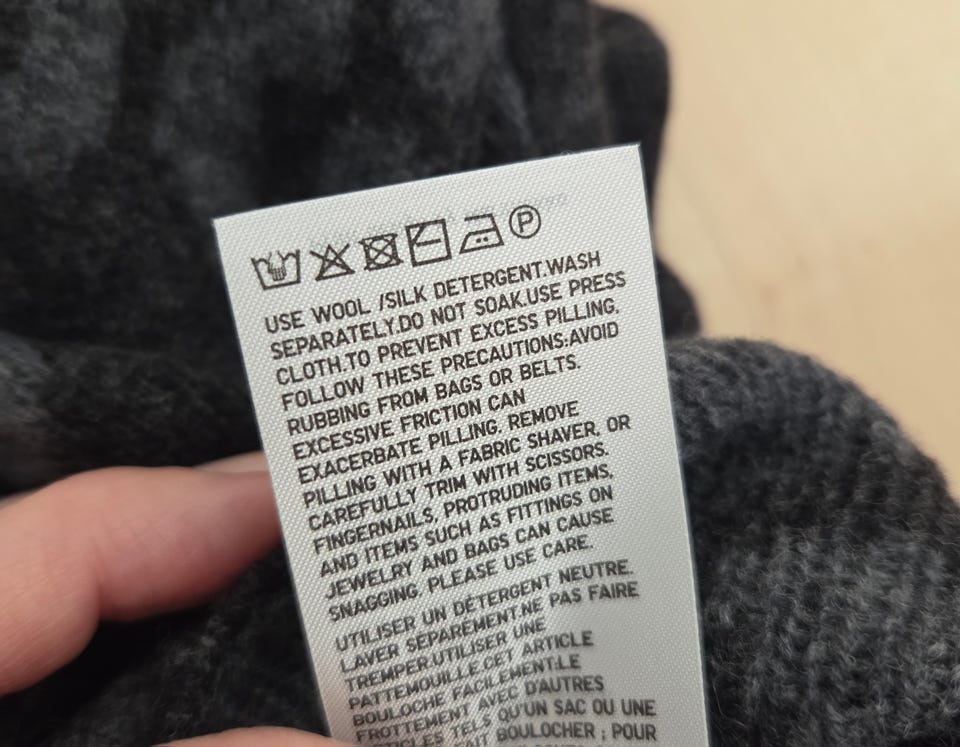 P
USE WOOL /SILK DETERGENT.WASH
SEPARATELY.DO NOT SOAK.USE PRESS
CLOTH.TO PREVENT EXCESS PILLING,
FOLLOW THESE PRECAUTIONS:AVOID
RUBBING FROM BAGS OR BELTS.
EXCESSIVE FRICTION CAN
EXACERBATE PILLING. REMOVE
PILLING WITH A FABRIC SHAVER, OR
CAREFULLY TRIM WITH SCISSORS.
FINGERNAILS, PROTRUDING ITEMS,
AND ITEMS SUCH AS FITTINGS ON
JEWELRY AND BAGS CAN CAUSE
SNAGGING. PLEASE USE CARE.
UTILISER UN DÉTERGENT NEUTRE.
LAVER SÉPARÉMENT.NE PAS FAIRE
TREMPER.UTILISER UNE
PATTEMOUILLE.CET ARTICLE
BOULOCHE FACILEMENT:LE
FROTTEMENT AVEC D'AUTRES
TELS QU'UN SAC OU UNE
BOULOCHER ; POUR